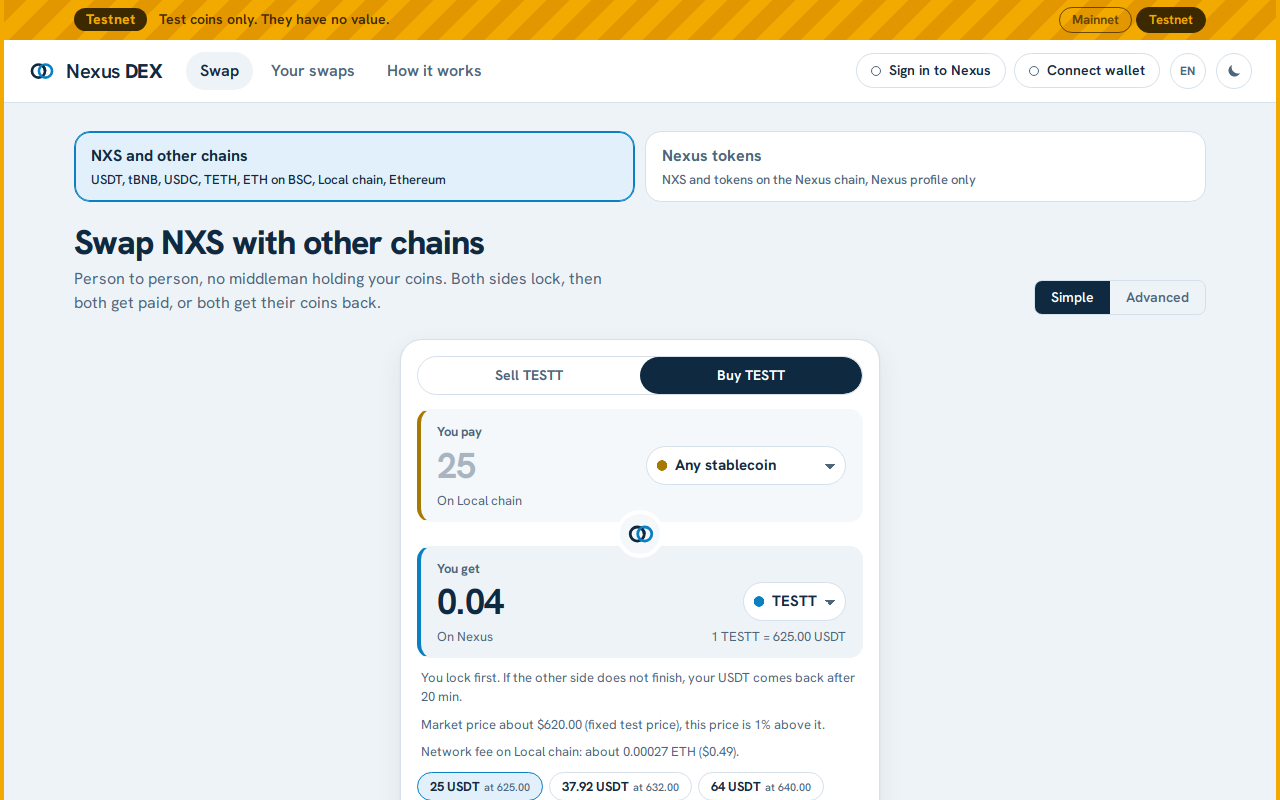 Testnet Test coins only. They have no value. Mainnet Testnet
Nexus DEX Swap Your swaps How it works Sign in to Nexus Connect wallet EN
NXS and other chains
USDT, tBNB, USDC, TETH, ETH on BSC, Local chain, Ethereum
Nexus tokens
NXS and tokens on the Nexus chain, Nexus profile only
Swap NXS with other chains
Person to person, no middleman holding your coins. Both sides lock, then
both get paid, or both get their coins back.
Simple Advanced
Sell TESTT Buy TESTT
You pay
25 Any stablecoin
On Local chain
You get
0.04 TESTT
On Nexus 1 TESTT = 625.00 USDT
You lock first. If the other side does not finish, your USDT comes back after
20 min.
Market price about $620.00 (fixed test price), this price is 1% above it.
Network fee on Local chain: about 0.00027 ETH ($0.49).
25 USDT at 625.00 37.92 USDT at 632.00 64 USDT at 640.00